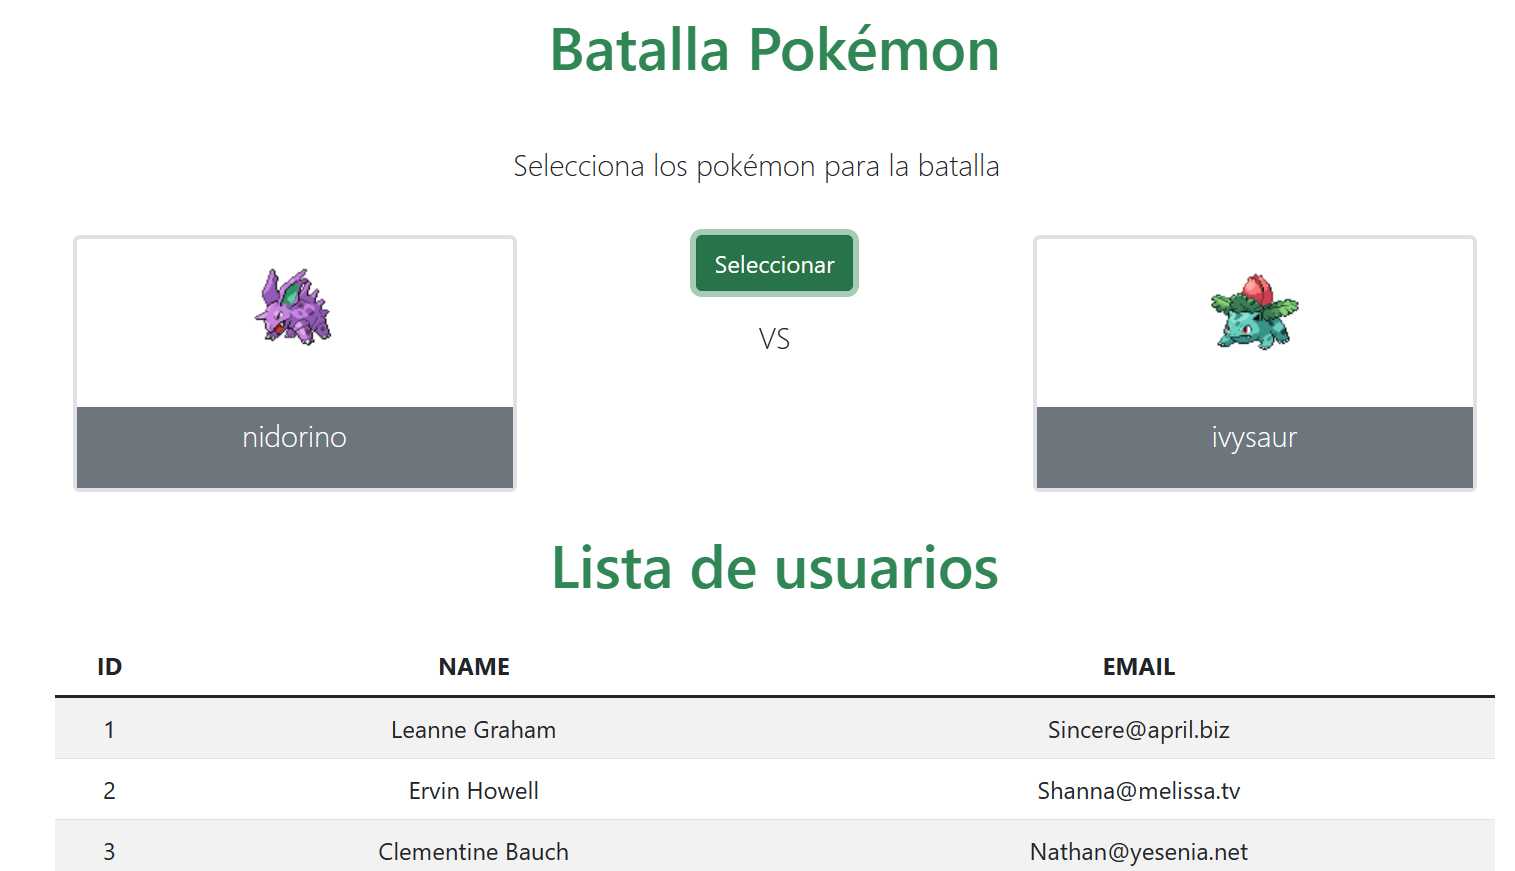 Batalla Pokémon
Selecciona los pokémon para la batalla
Seleccionar
VS
nidorino
ivysaur
Lista de usuarios
ID NAME EMAIL
1 Leanne Graham Sincere@april.biz
2 Ervin Howell Shanna@melissa.tv
3 Clementine Bauch Nathan@yesenia.net